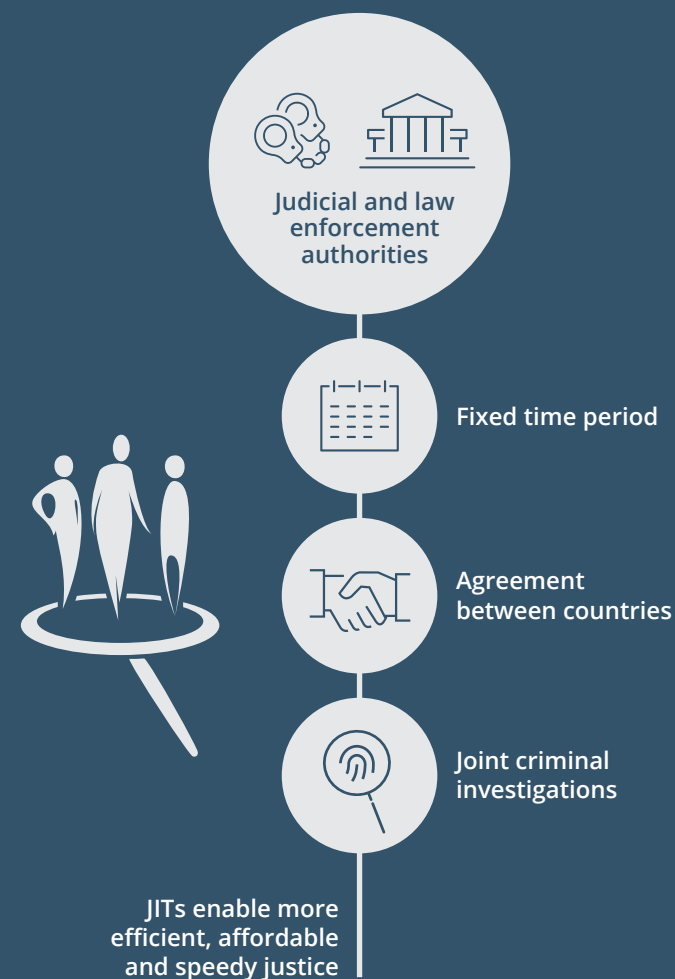 Judicial and law
enforcement
authorities
Fixed time period
Agreement
between countries
Joint criminal
investigations
JITs enable more
efficient, affordable
and speedy justice